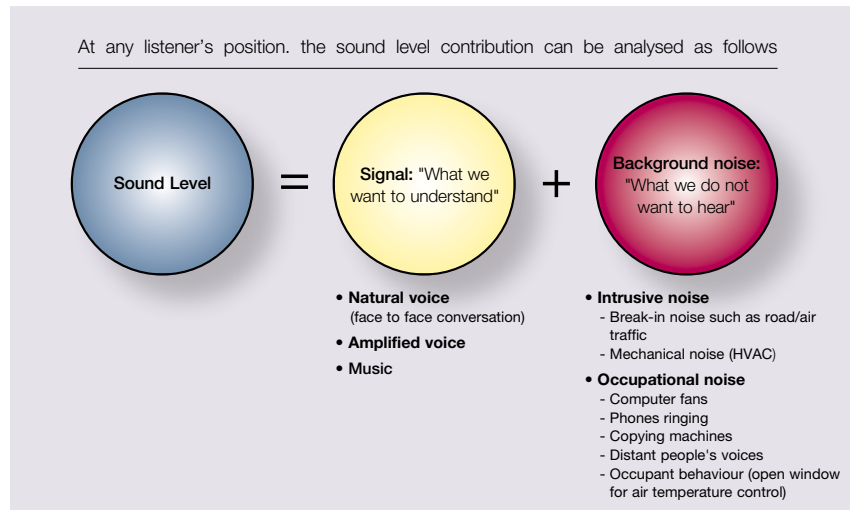 At any listener's position. the sound level contribution can be analysed as follows
Sound Level
=
Signal: "What we
want to understand"
+
Background noise:
"What we do not
want to hear"
• Natural voice
(face to face conversation)
• Amplified voice
• Music
• Intrusive noise
- Break-in noise such as road/air
traffic
- Mechanical noise (HVAC)
• Occupational noise
- Computer fans
- Phones ringing
- Copying machines
- Distant people's voices
- Occupant behaviour (open window
for air temperature control)